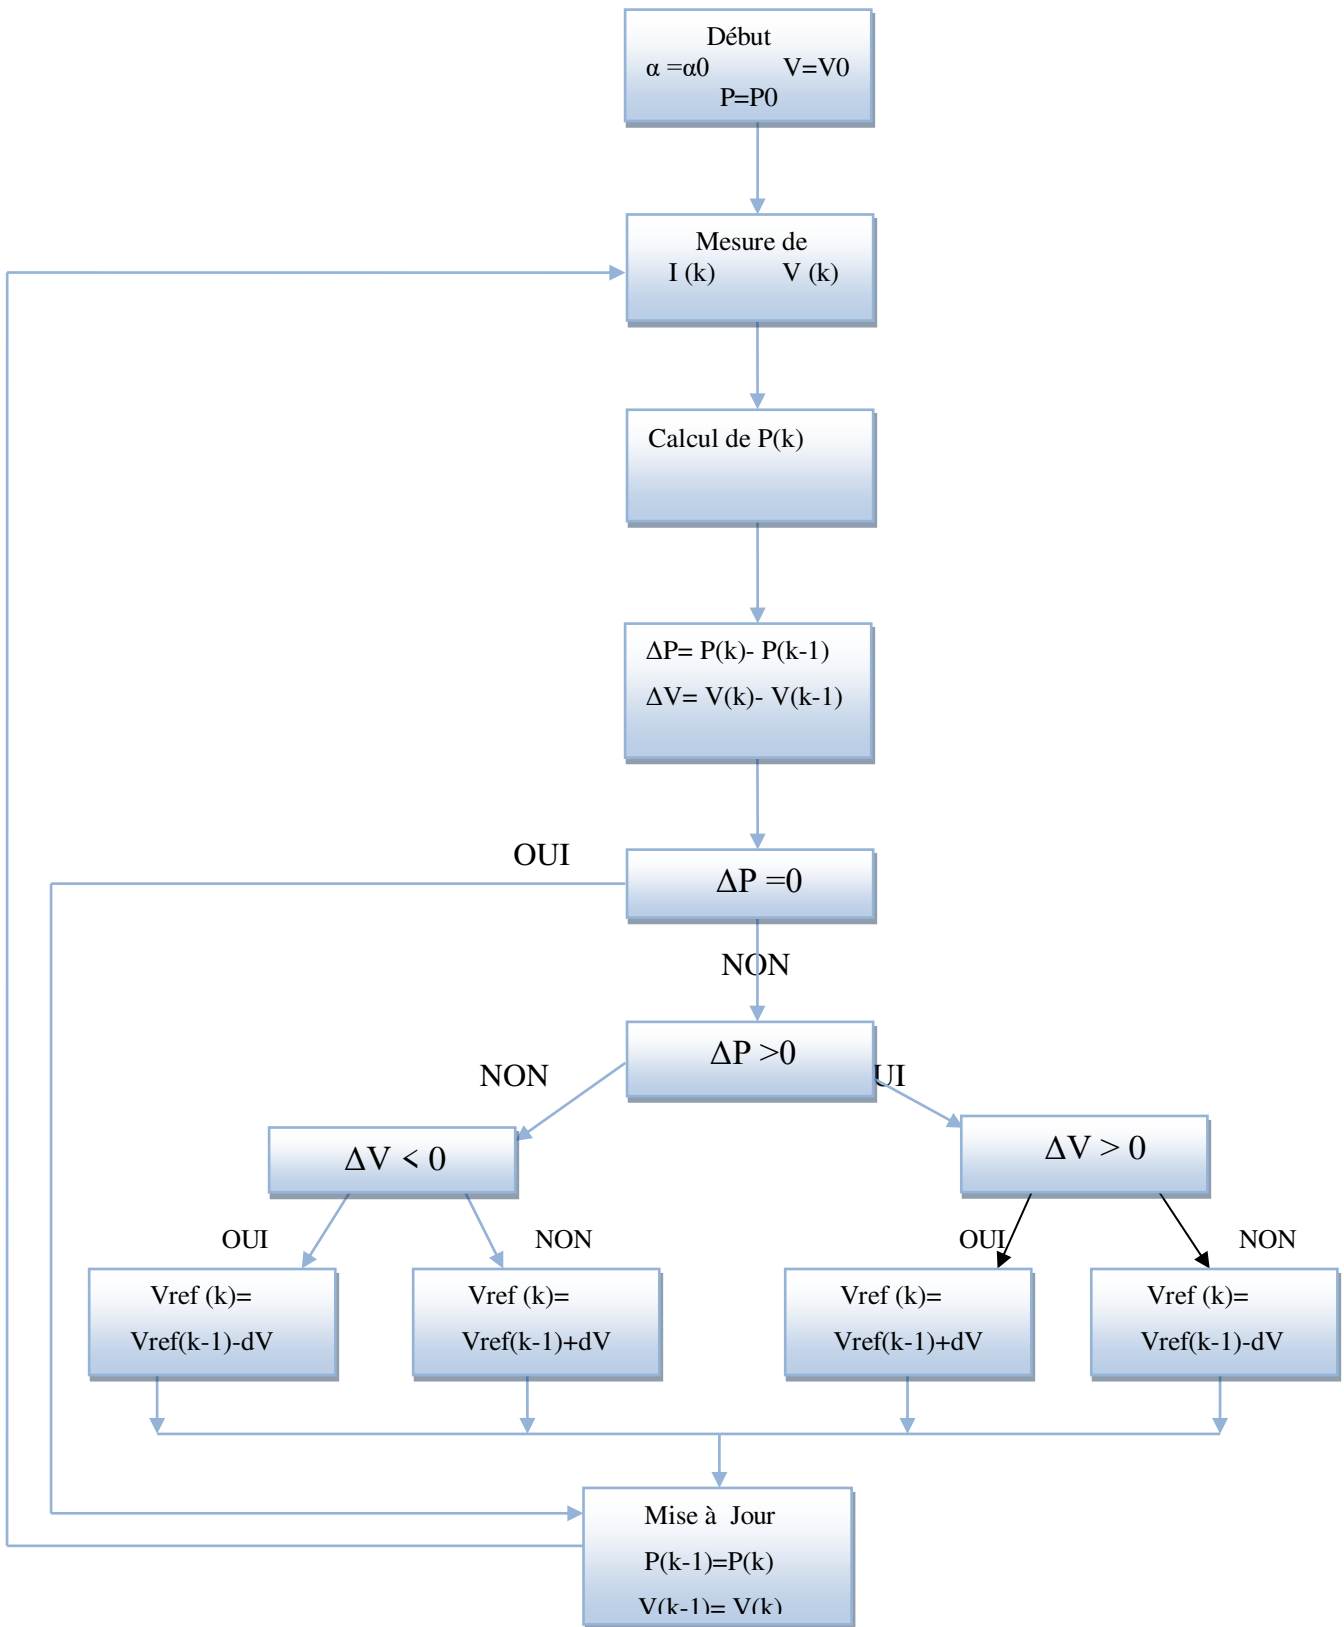 Début
α =α0 V=V0
P=P0
Mesure de
I (k) V (k)
Calcul de P(k)
ΔP= P(k)- P(k-1)
ΔV= V(k)- V(k-1)
OUI
ΔP =0
NON
ΔP >0
NON
UI
ΔV < 0
ΔV > 0
OUI
NON
OUI
NON
Vref (k)=
Vref(k-1)-dV
Vref (k)=
Vref(k-1)+dV
Vref (k)=
Vref(k-1)+dV
Vref (k)=
Vref(k-1)-dV
Mise à Jour
P(k-1)=P(k)
V(k-1)= V(k)